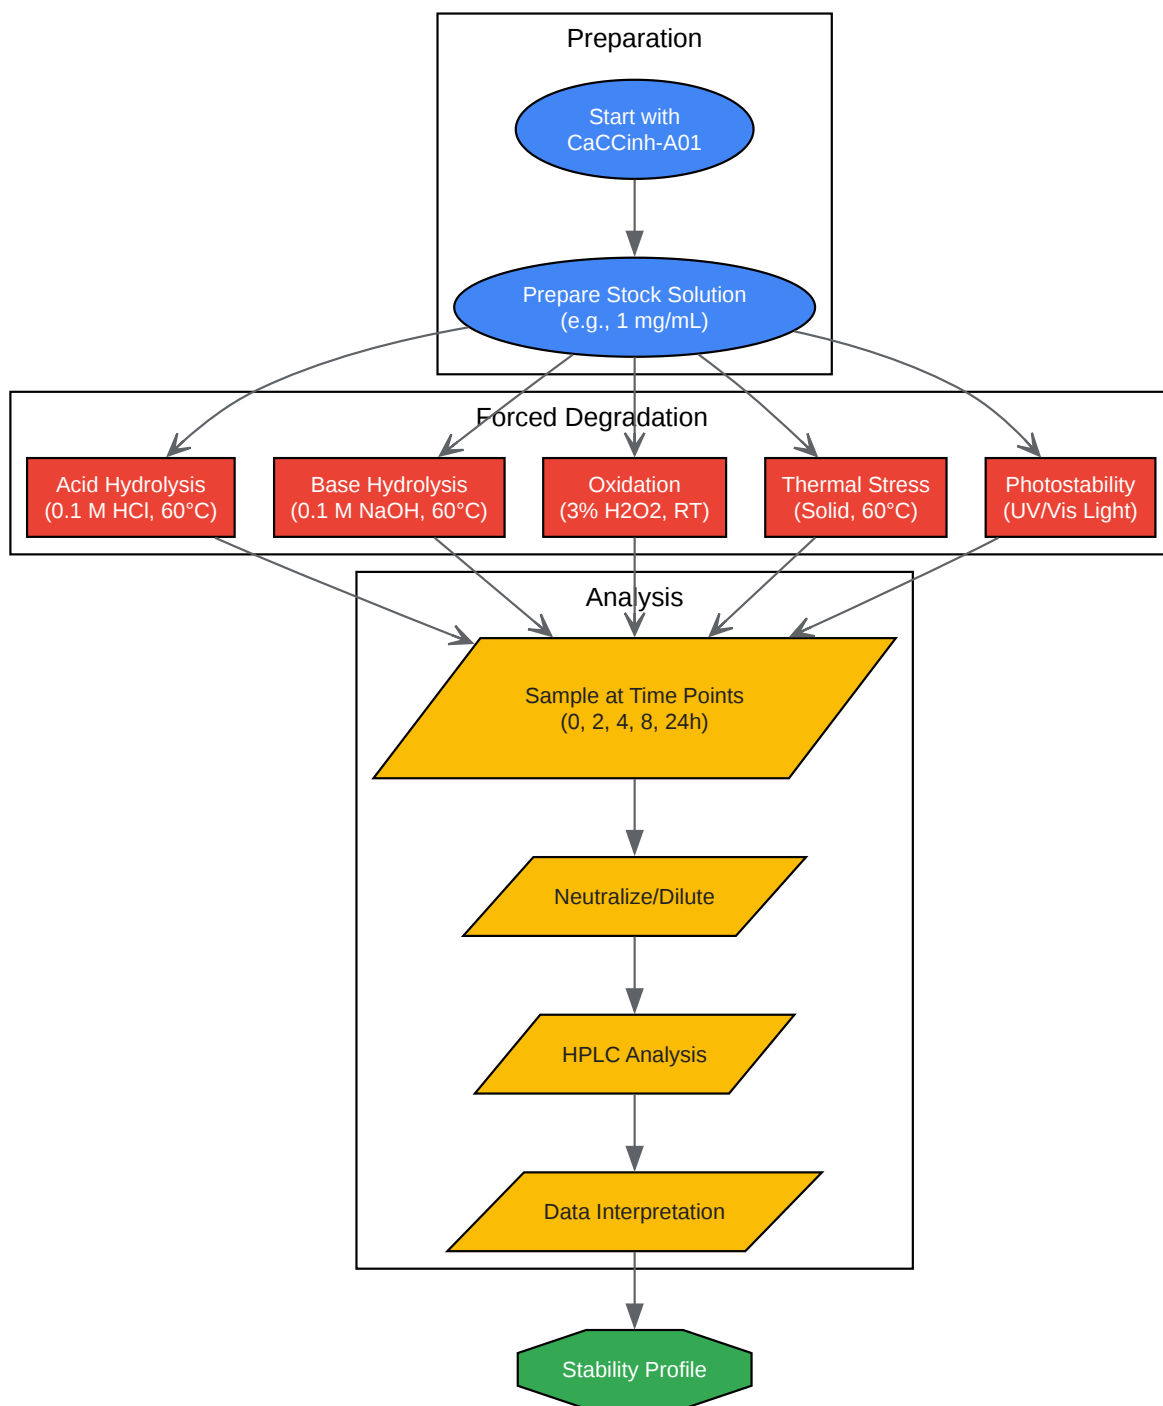 Preparation
Start with
CaCCinh-A01
Prepare Stock Solution
(e.g., 1 mg/mL)
Forced Degradation
Acid Hydrolysis
(0.1 M HCl, 60°C)
Base Hydrolysis
(0.1 M NaOH, 60°C)
Oxidation
(3% H2O2, RT)
Thermal Stress
(Solid, 60°C)
Photostability
(UV/Vis Light)
Analysis
Sample at Time Points
(0, 2, 4, 8, 24h)
Neutralize/Dilute
HPLC Analysis
Data Interpretation
Stability Profile